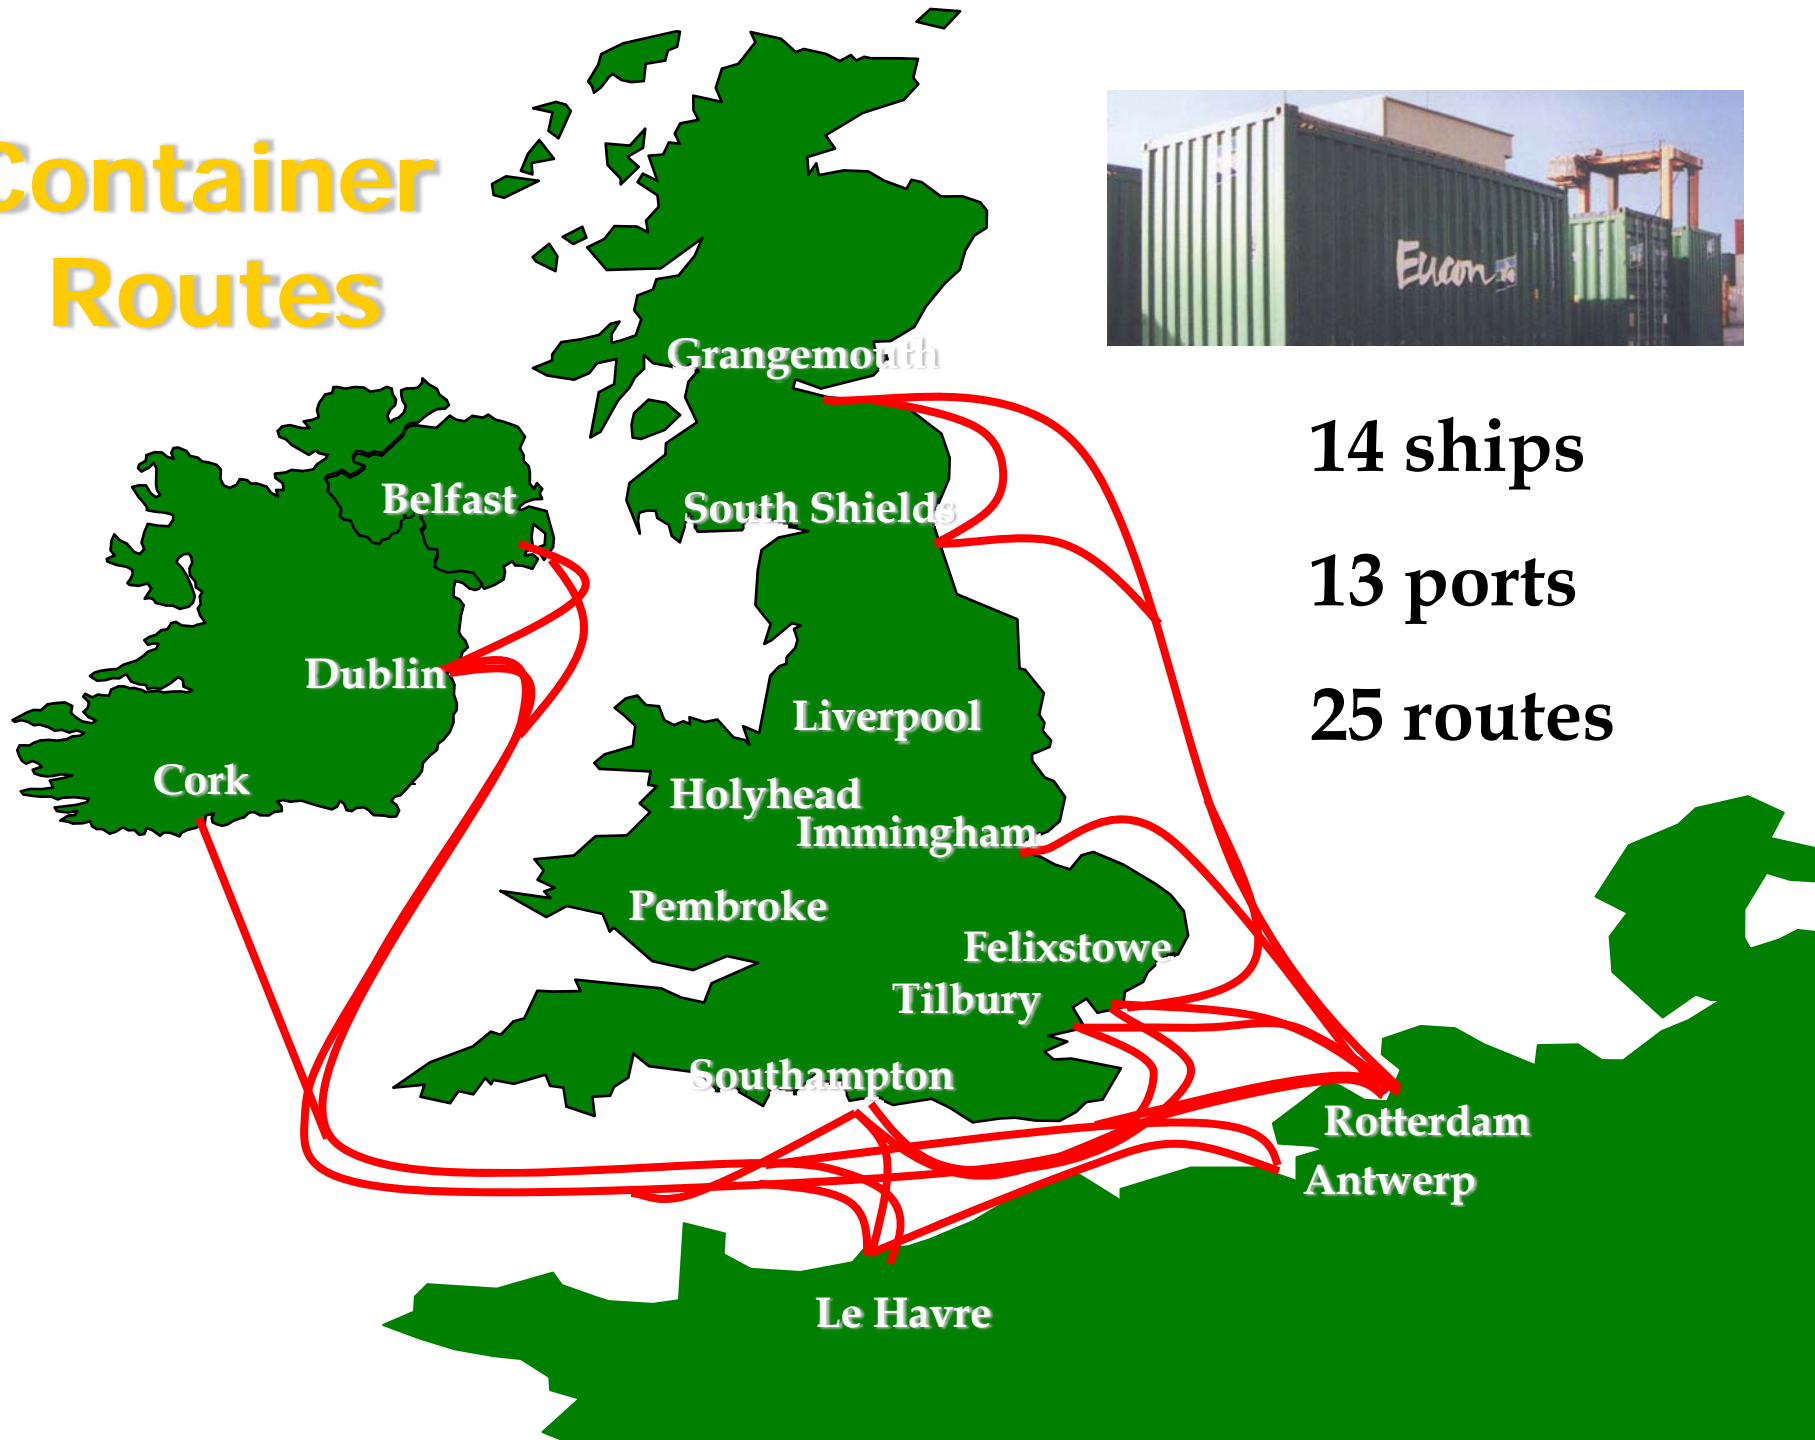 Container
Routes
Eucon
14 ships
13 ports
25 routes
Grangemouth
Belfast
South Shields
Dublin
Liverpool
Cork
Holyhead
Immingham
Pembroke
Felixstowe
Tilbury
Southampton
Rotterdam
Antwerp
Le Havre